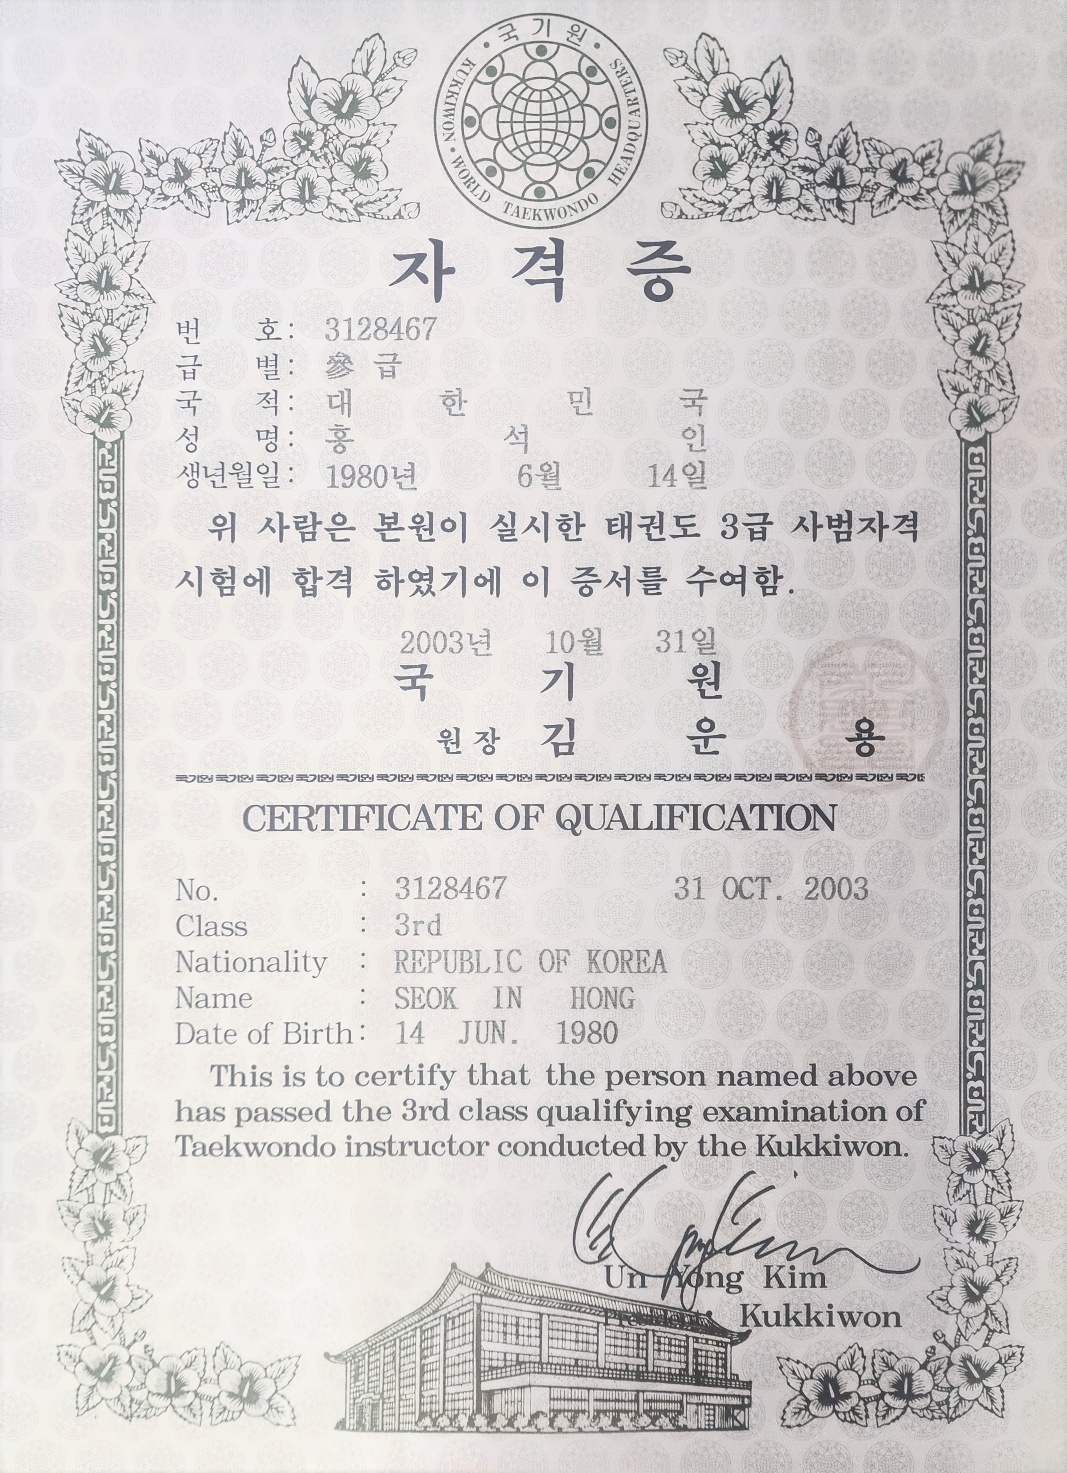 국기원
KUKKIWON · WORLD TAEKWONDO HEADQUARTERS
자격증
번 호: 3128467
급 별: 參 급
국 적: 대 한 민 국
성 명: 홍 석 인
생년월일: 1980년 6월 14일
위 사람은 본원이 실시한 태권도 3급 사범자격
시험에 합격 하였기에 이 증서를 수여함.
2003년 10월 31일
국 기 원
원장 김 운 용
CERTIFICATE OF QUALIFICATION
No. : 3128467 31 OCT. 2003
Class : 3rd
Nationality : REPUBLIC OF KOREA
Name : SEOK IN HONG
Date of Birth: 14 JUN. 1980
This is to certify that the person named above
has passed the 3rd class qualifying examination of
Taekwondo instructor conducted by the Kukkiwon.
Un Yong Kim
President, Kukkiwon